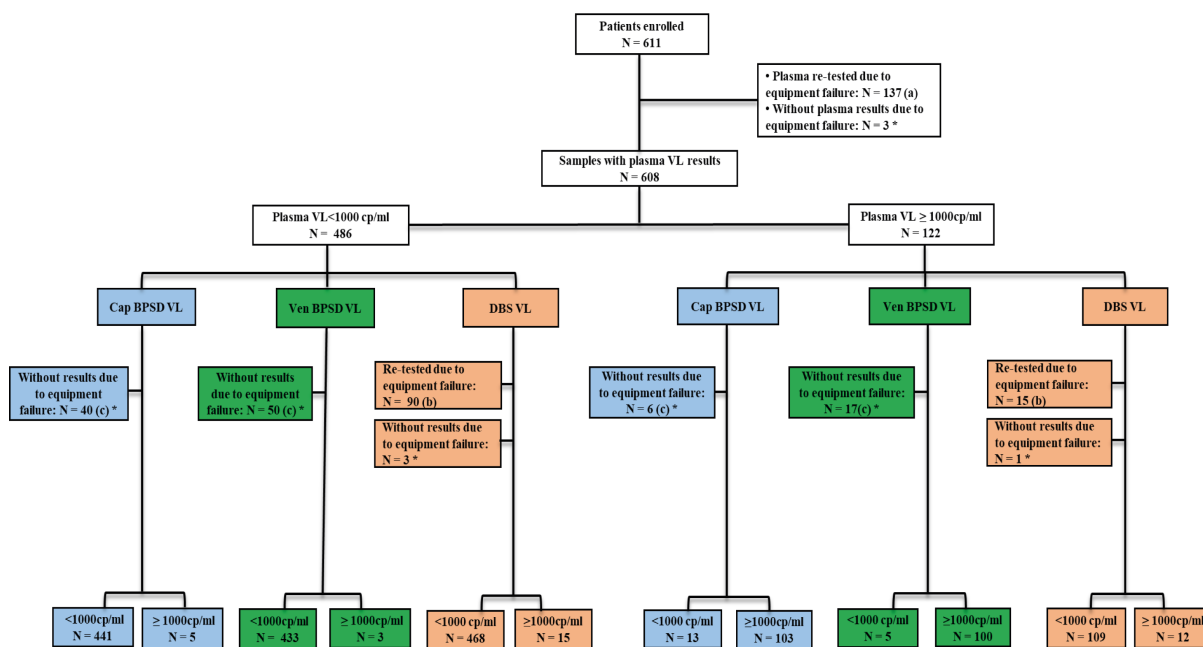 Patients enrolled
N = 611
• Plasma re-tested due to
equipment failure: N = 137 (a)
• Without plasma results due to
equipment failure: N = 3 *
Samples with plasma VL results
N = 608
Plasma VL<1000 cp/ml
N = 486
Plasma VL ≥ 1000cp/ml
N = 122
Cap BPSD VL
Ven BPSD VL
DBS VL
Cap BPSD VL
Ven BPSD VL
DBS VL
Without results due
to equipment
failure: N = 40 (c) *
Without results
due to equipment
failure: N = 50 (c) *
Re-tested due to
equipment failure:
N = 90 (b)
Without results due
to equipment failure:
N = 3 *
Without results due
to equipment failure:
N = 6 (c) *
Without results due
to equipment failure:
N = 17(c) *
Re-tested due to
equipment failure:
N = 15 (b)
Without results due
to equipment failure:
N = 1 *
<1000cp/ml
N = 441
≥ 1000cp/ml
N = 5
<1000cp/ml
N = 433
≥ 1000cp/ml
N = 3
<1000 cp/ml
N = 468
≥1000cp/ml
N = 15
<1000 cp/ml
N = 13
≥1000cp/ml
N = 103
<1000 cp/ml
N = 5
≥1000cp/ml
N = 100
<1000 cp/ml
N = 109
≥ 1000cp/ml
N = 12